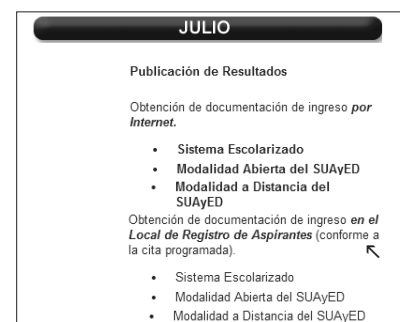 JULIO
Publicación de Resultados
Obtención de documentación de ingreso por
Internet.
• Sistema Escolarizado
• Modalidad Abierta del SUAyED
• Modalidad a Distancia del
SUAyED
Obtención de documentación de ingreso en el
Local de Registro de Aspirantes (conforme a
la cita programada).
• Sistema Escolarizado
• Modalidad Abierta del SUAyED
• Modalidad a Distancia del SUAyED